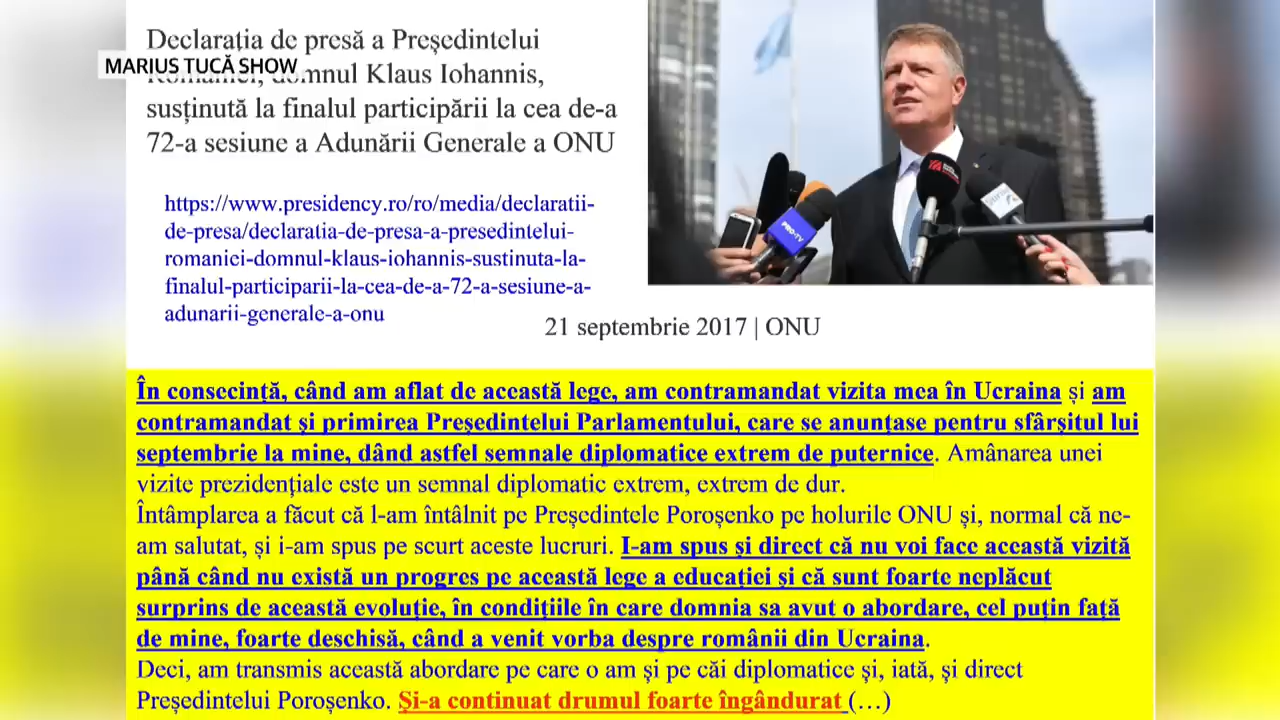 Declarația de presă a Președintelui
MARIUS TUCĂ SHOW
României, domnul Klaus Iohannis,
susținută la finalul participării la cea de-a
72-a sesiune a Adunării Generale a ONU
https://www.presidency.ro/ro/media/declaratii-
de-presa/declaratia-de-presa-a-presedintelui-
romaniei-domnul-klaus-iohannis-sustinuta-la-
finalul-participarii-la-cea-de-a-72-a-sesiune-a-
adunarii-generale-a-onu
PRO•TV
21 septembrie 2017 | ONU
În consecință, când am aflat de această lege, am contramandat vizita mea în Ucraina și am
contramandat și primirea Președintelui Parlamentului, care se anunțase pentru sfârșitul lui
septembrie la mine, dând astfel semnale diplomatice extrem de puternice. Amânarea unei
vizite prezidențiale este un semnal diplomatic extrem, extrem de dur.
Întâmplarea a făcut că l-am întâlnit pe Președintele Poroșenko pe holurile ONU și, normal că ne-
am salutat, și i-am spus pe scurt aceste lucruri. I-am spus și direct că nu voi face această vizită
până când nu există un progres pe această lege a educației și că sunt foarte neplăcut
surprins de această evoluție, în condițiile în care domnia sa avut o abordare, cel puțin față
de mine, foarte deschisă, când a venit vorba despre românii din Ucraina.
Deci, am transmis această abordare pe care o am și pe căi diplomatice și, iată, și direct
Președintelui Poroșenko. Și-a continuat drumul foarte îngândurat (…)